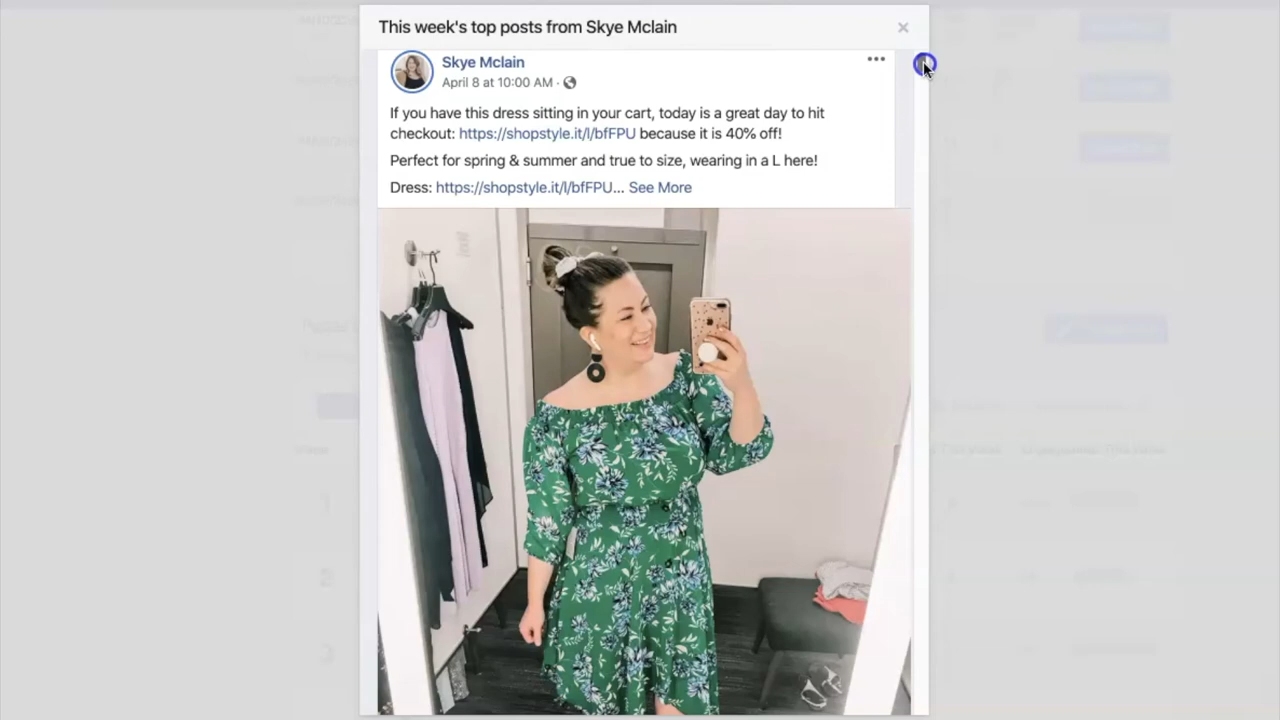 This week's top posts from Skye Mclain
Skye Mclain
April 8 at 10:00 AM ·
If you have this dress sitting in your cart, today is a great day to hit
checkout: https://shopstyle.it/l/bfFPU because it is 40% off!
Perfect for spring & summer and true to size, wearing in a L here!
Dress: https://shopstyle.it/l/bfFPU... See More